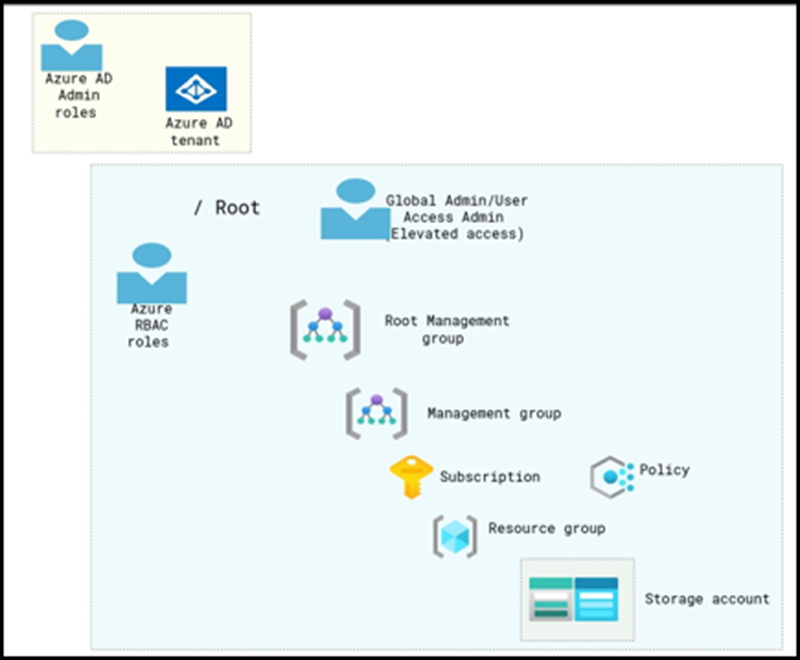 Azure AD
Admin
roles
Azure AD
tenant
/ Root
Global Admin/User
Access Admin
(Elevated access)
Azure
RBAC
roles
Root Management
group
Management group
Subscription
Policy
Resource group
Storage account